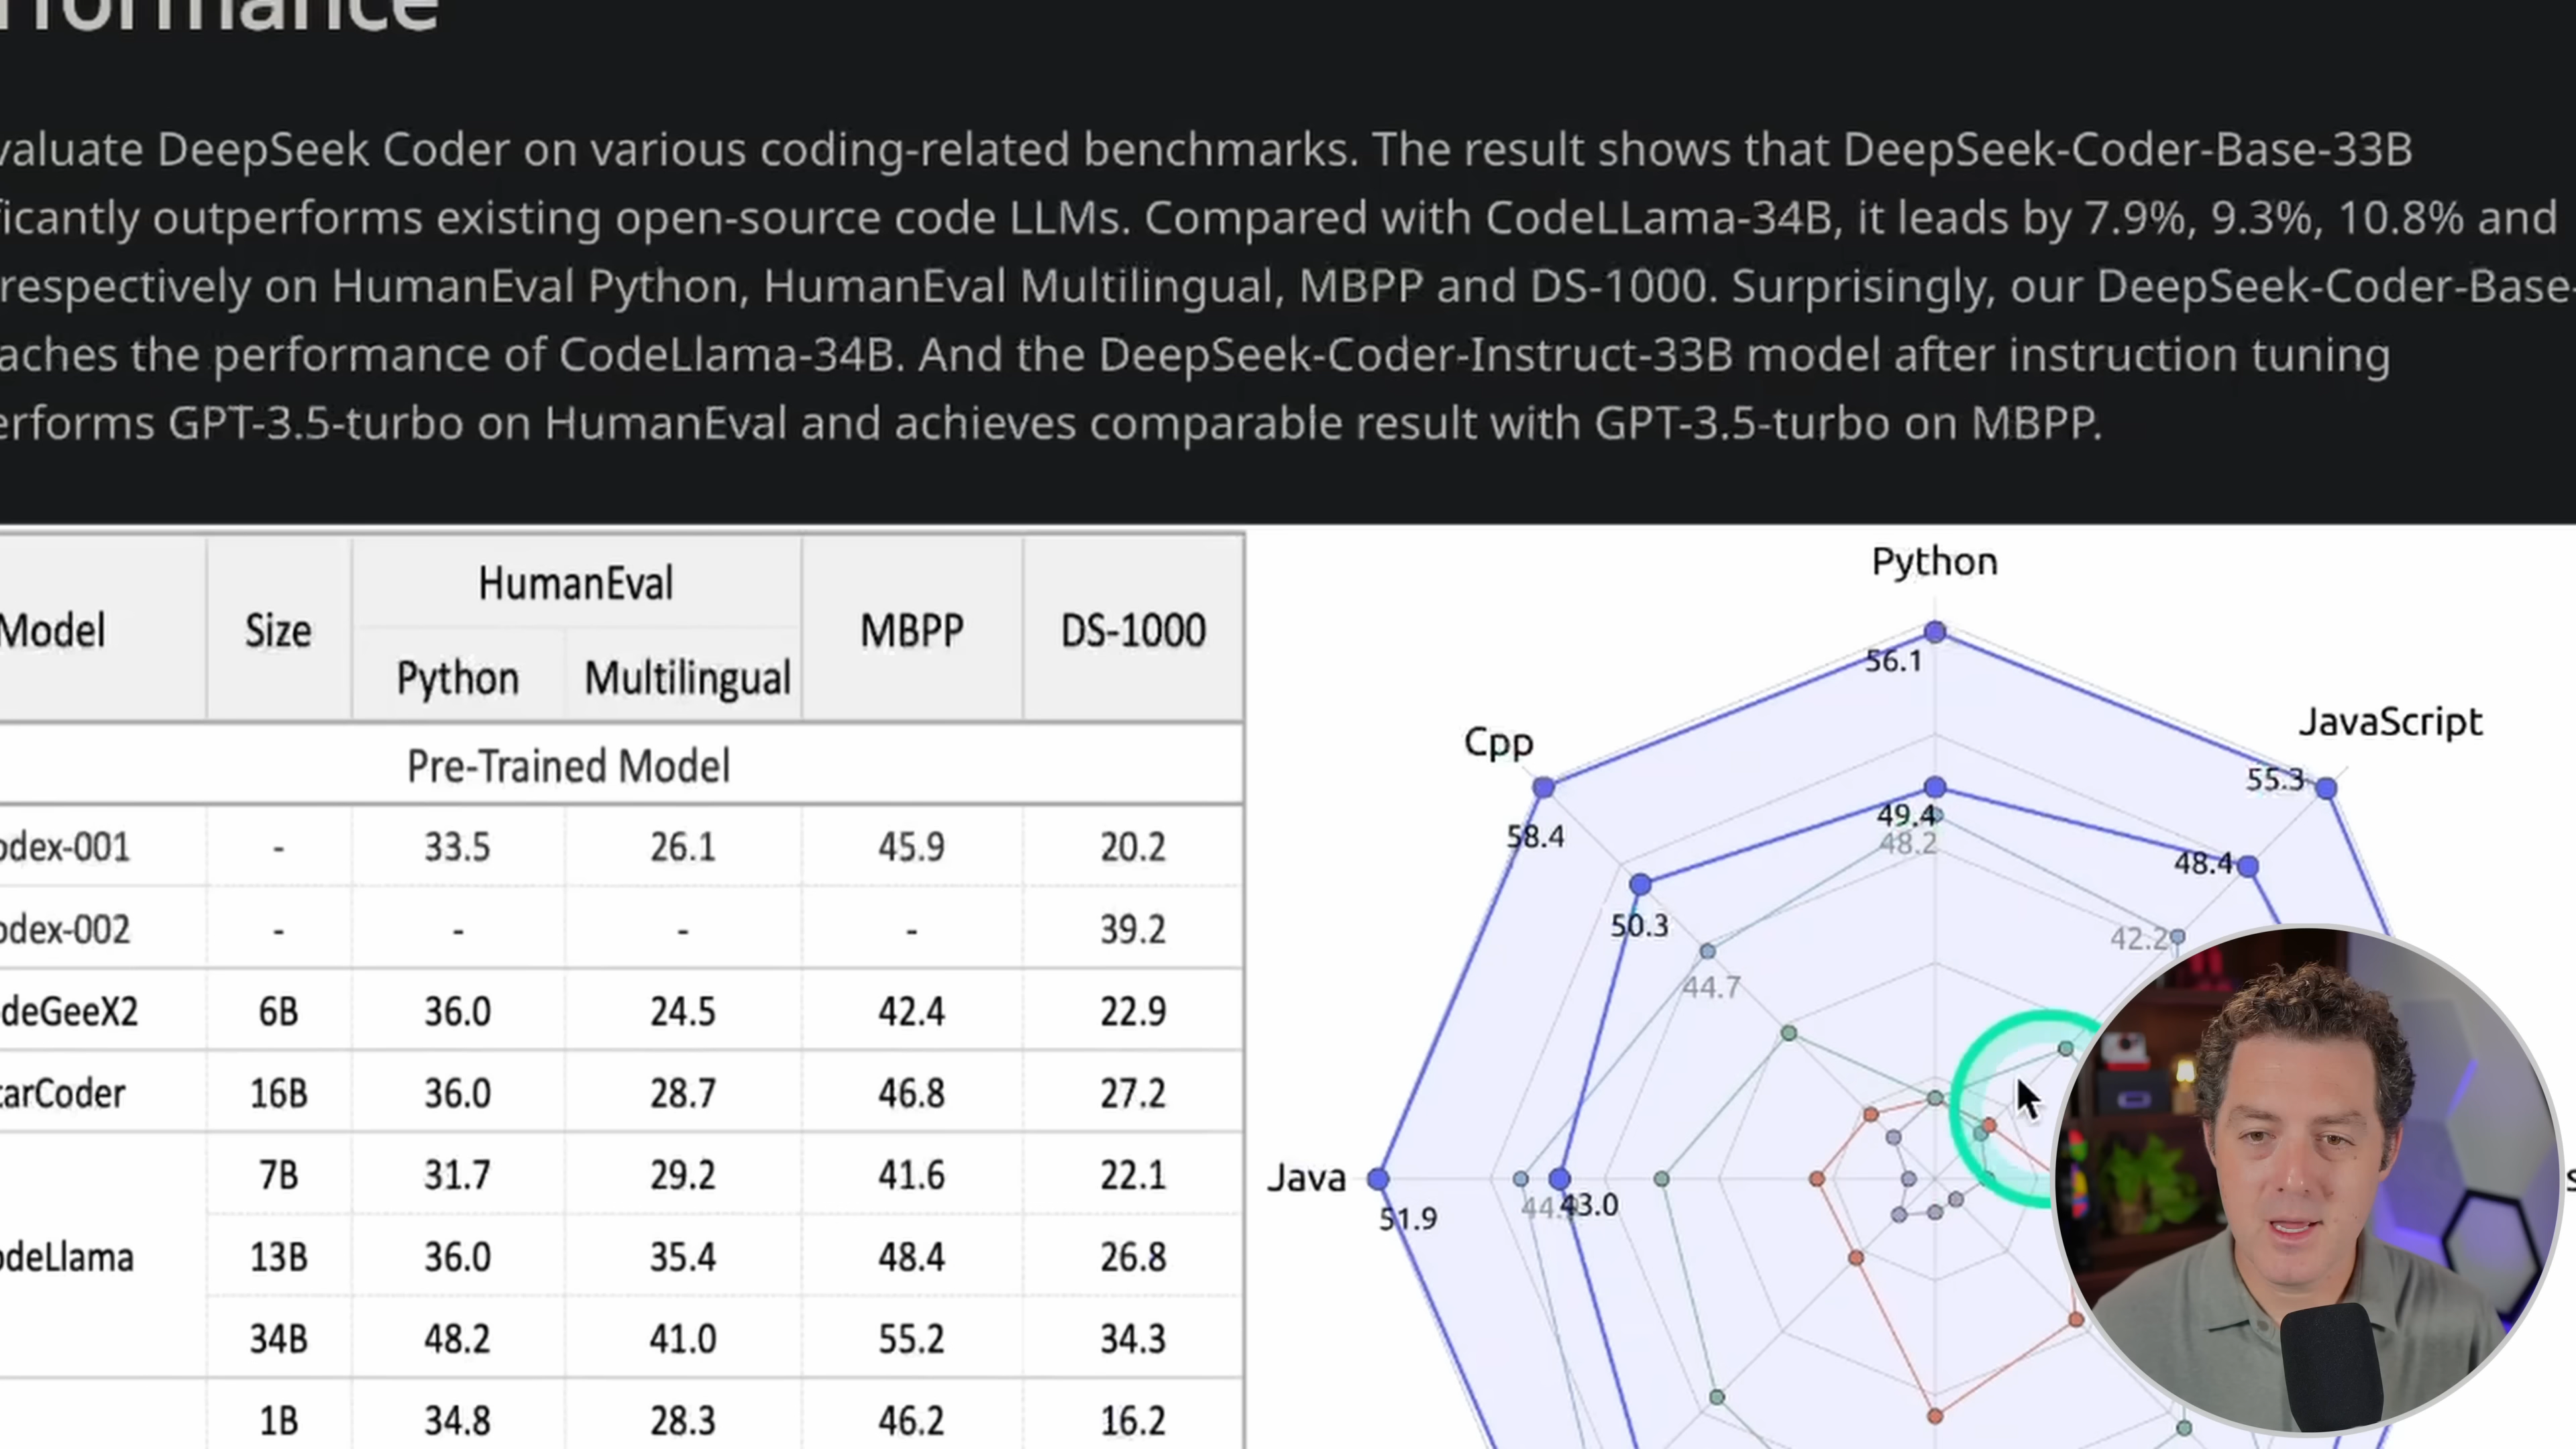 rformance
valuate DeepSeek Coder on various coding-related benchmarks. The result shows that DeepSeek-Coder-Base-33B
ficantly outperforms existing open-source code LLMs. Compared with CodeLLama-34B, it leads by 7.9%, 9.3%, 10.8% and
respectively on HumanEval Python, HumanEval Multilingual, MBPP and DS-1000. Surprisingly, our DeepSeek-Coder-Base-
aches the performance of CodeLlama-34B. And the DeepSeek-Coder-Instruct-33B model after instruction tuning
erforms GPT-3.5-turbo on HumanEval and achieves comparable result with GPT-3.5-turbo on MBPP.
Model Size HumanEval MBPP DS-1000
Python Multilingual
Pre-Trained Model
odex-001 - 33.5 26.1 45.9 20.2
odex-002 - - - - 39.2
deGeeX2 6B 36.0 24.5 42.4 22.9
tarCoder 16B 36.0 28.7 46.8 27.2
7B 31.7 29.2 41.6 22.1
odeLlama 13B 36.0 35.4 48.4 26.8
34B 48.2 41.0 55.2 34.3
1B 34.8 28.3 46.2 16.2
Python
56.1
JavaScript
55.3
Cpp
58.4
49.4
48.2
48.4
50.3
42.2
44.7
Java
51.9
43.0